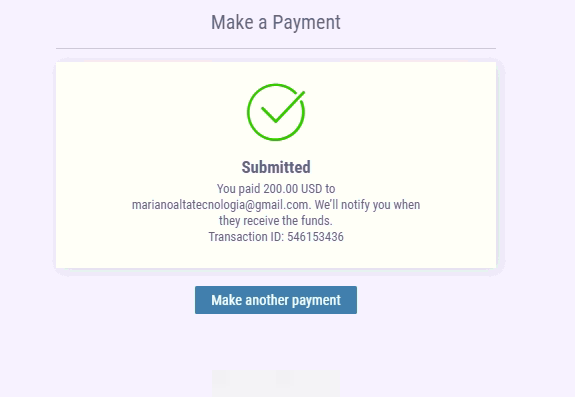 Make a Payment
Submitted
You paid 200.00 USD to
marianoaltatecnologia@gmail.com. We'll notify you when
they receive the funds.
Transaction ID: 546153436
Make another payment